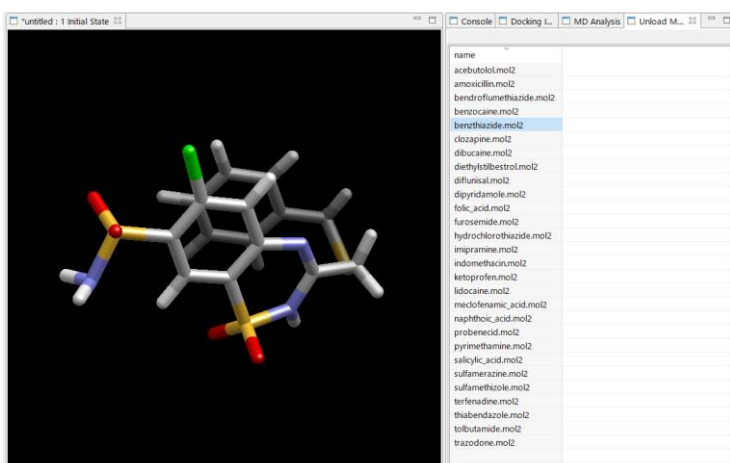 *untitled : 1 Initial State
Console
Docking I...
MD Analysis
Unload M...
name
acebutolol.mol2
amoxicillin.mol2
bendroflumethiazide.mol2
benzocaine.mol2
benzthiazide.mol2
clozapine.mol2
dibucaine.mol2
diethylstilbestrol.mol2
diflunisal.mol2
dipyridamole.mol2
folic_acid.mol2
furosemide.mol2
hydrochlorothiazide.mol2
imipramine.mol2
indomethacin.mol2
ketoprofen.mol2
lidocaine.mol2
meclofenamic_acid.mol2
naphthoic_acid.mol2
probenecid.mol2
pyrimethamine.mol2
salicylic_acid.mol2
sulfamerazine.mol2
sulfamethizole.mol2
terfenadine.mol2
thiabendazole.mol2
tolbutamide.mol2
trazodone.mol2